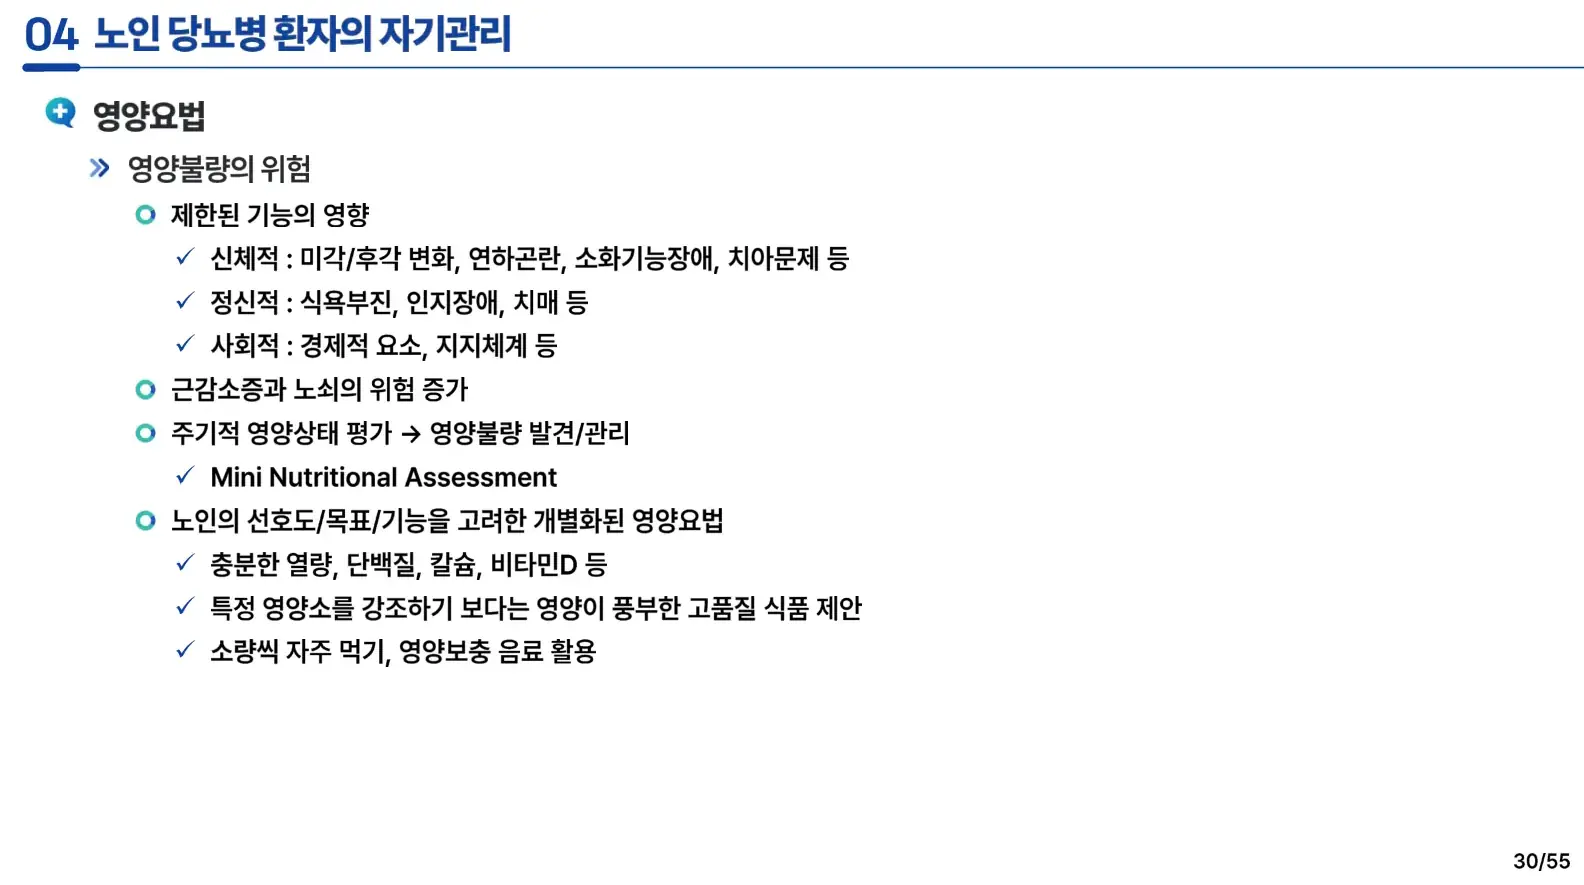 04 노인 당뇨병 환자의 자기관리
영양요법
영양불량의 위험
제한된 기능의 영향
신체적 : 미각/후각 변화, 연하곤란, 소화기능장애, 치아문제 등
정신적 : 식욕부진, 인지장애, 치매 등
사회적 : 경제적 요소, 지지체계 등
근감소증과 노쇠의 위험 증가
주기적 영양상태 평가 → 영양불량 발견/관리
Mini Nutritional Assessment
노인의 선호도/목표/기능을 고려한 개별화된 영양요법
충분한 열량, 단백질, 칼슘, 비타민D 등
특정 영양소를 강조하기 보다는 영양이 풍부한 고품질 식품 제안
소량씩 자주 먹기, 영양보충 음료 활용
30/55